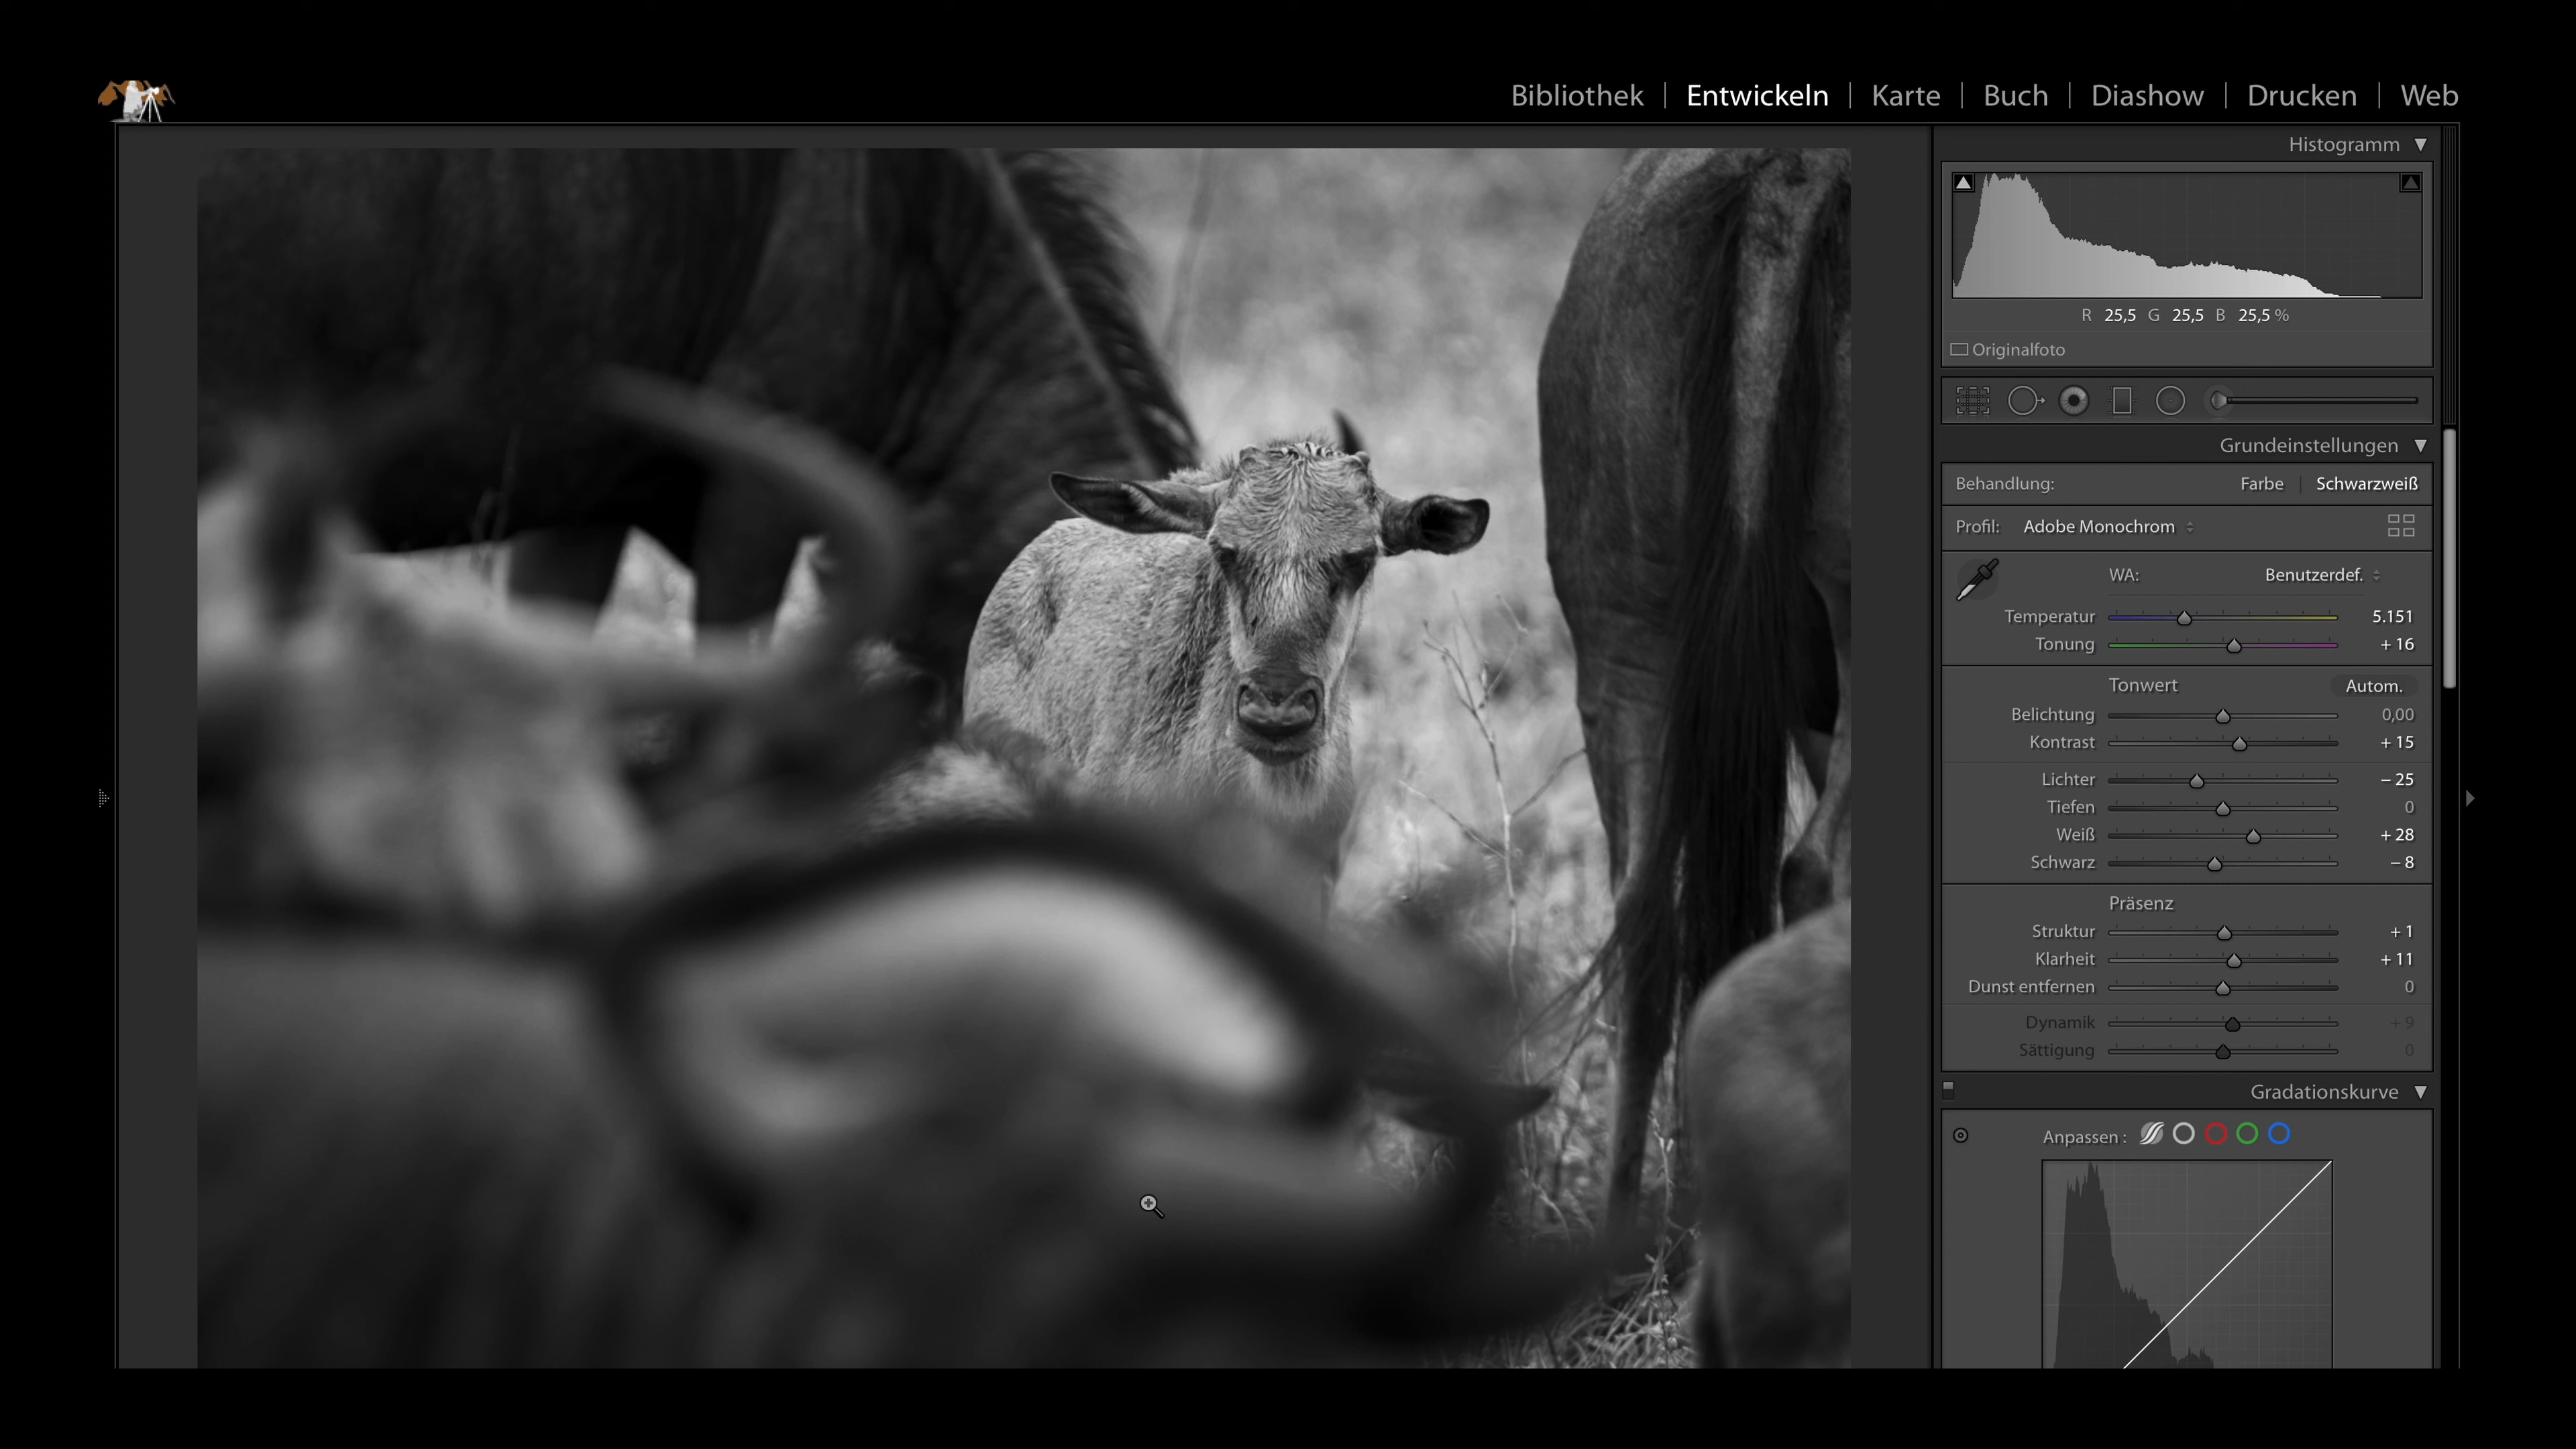 Bibliothek | Entwickeln | Karte | Buch | Diashow | Drucken | Web
Histogramm
R 25,5 G 25,5 B 25,5 %
Originalfoto
Grundeinstellungen
Behandlung: Farbe | Schwarzweiß
Profil: Adobe Monochrom
WA: Benutzerdef.
Temperatur 5.151
Tonung + 16
Tonwert Autom.
Belichtung 0,00
Kontrast + 15
Lichter − 25
Tiefen 0
Weiß + 28
Schwarz − 8
Präsenz
Struktur + 1
Klarheit + 11
Dunst entfernen 0
Dynamik + 9
Sättigung 0
Gradationskurve
Anpassen :